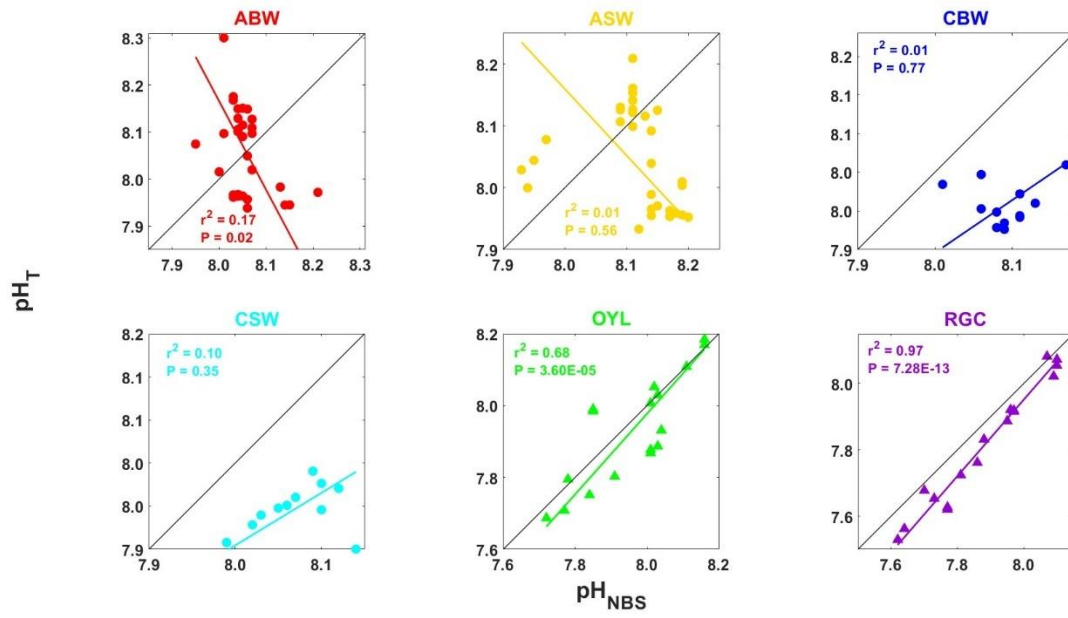 ABW
8.3
8.2
8.1
8.0
7.9
r² = 0.17
P = 0.02
7.9 8.0 8.1 8.2 8.3
ASW
8.2
8.1
8.0
7.9
r² = 0.01
P = 0.56
8.0 8.1 8.2
CBW
r² = 0.01
P = 0.77
8.2
8.1
8.1
8.0
8.0
7.9
7.9 8.0 8.1
pH_T
CSW
8.2
8.1
8.1
8.0
8.0
7.9
r² = 0.10
P = 0.35
7.9 8.0 8.1
OYL
8.2
8.0
7.8
7.6
r² = 0.68
P = 3.60E-05
7.6 7.8 8.0 8.2
RGC
8.0
7.8
7.6
r² = 0.97
P = 7.28E-13
7.6 7.8 8.0
pH_NBS